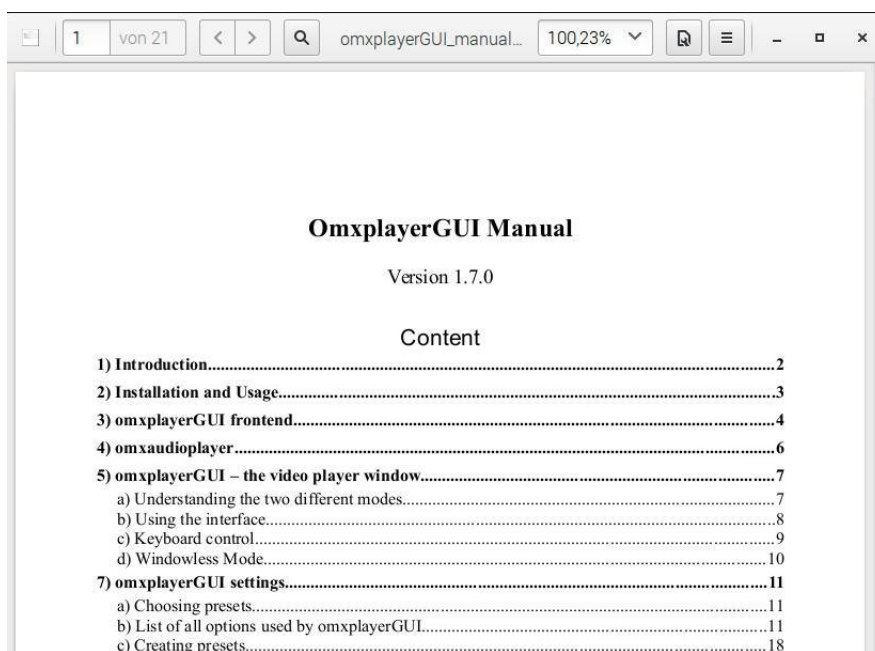 1 von 21 omxplayerGUI_manual... 100,23%
OmxplayerGUI Manual
Version 1.7.0
Content
1) Introduction...........................................................2
2) Installation and Usage...........................................................3
3) omxplayerGUI frontend...........................................................4
4) omxaudioplayer...........................................................6
5) omxplayerGUI – the video player window...........................................................7
a) Understanding the two different modes...........................................................7
b) Using the interface...........................................................8
c) Keyboard control...........................................................9
d) Windowless Mode...........................................................10
7) omxplayerGUI settings...........................................................11
a) Choosing presets...........................................................11
b) List of all options used by omxplayerGUI...........................................................11
c) Creating presets...........................................................18